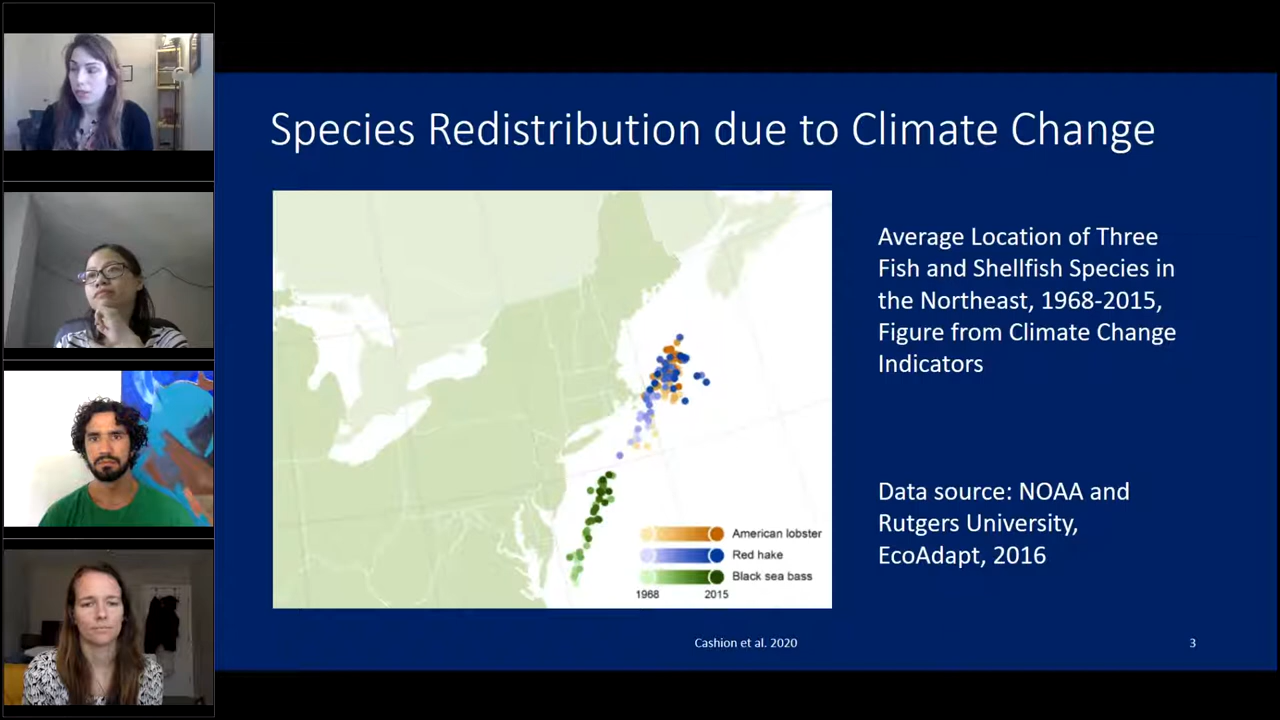 Species Redistribution due to Climate Change
Average Location of Three
Fish and Shellfish Species in
the Northeast, 1968-2015,
Figure from Climate Change
Indicators
Data source: NOAA and
Rutgers University,
EcoAdapt, 2016
American lobster
Red hake
Black sea bass
1968 2015
Cashion et al. 2020
3